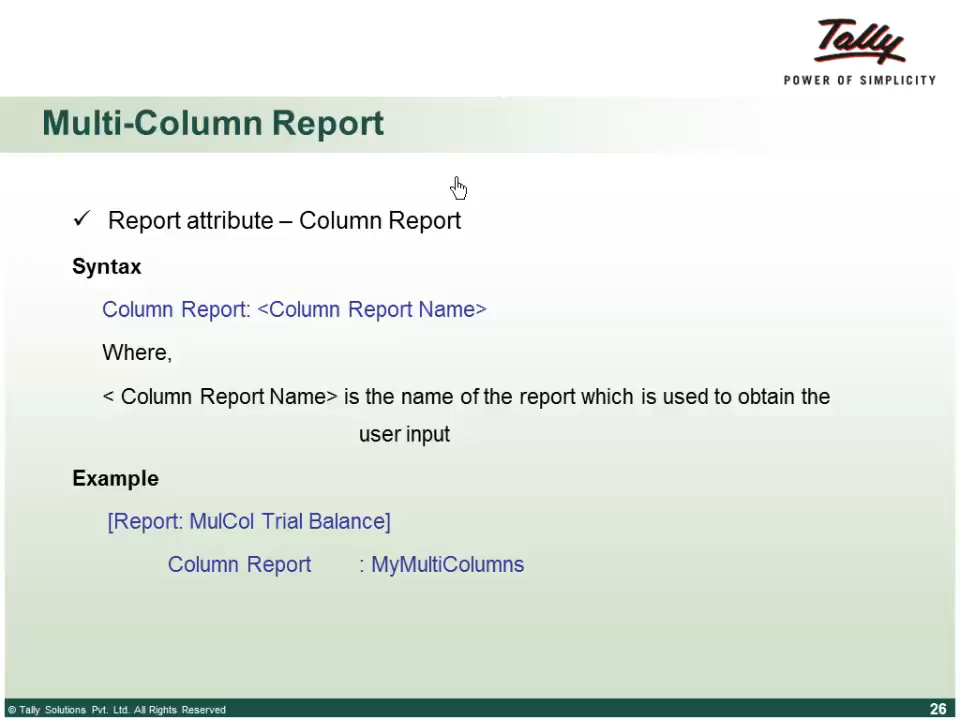 Tally
POWER OF SIMPLICITY
Multi-Column Report
✓ Report attribute – Column Report
Syntax
Column Report: <Column Report Name>
Where,
< Column Report Name> is the name of the report which is used to obtain the
user input
Example
[Report: MulCol Trial Balance]
Column Report : MyMultiColumns
© Tally Solutions Pvt. Ltd. All Rights Reserved
26